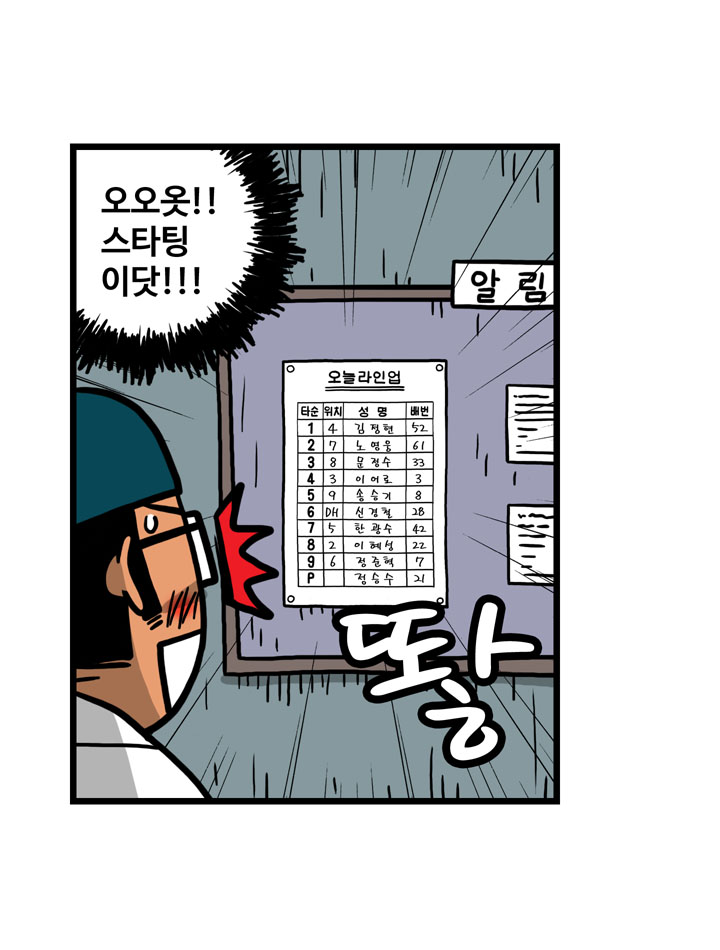 오오옷!!
스타팅
이닷!!!
알림
오늘라인업
타순 위치 성명 배번
1 4 김정현 52
2 7 노영웅 61
3 8 문정수 33
4 3 이어로 3
5 9 송승기 8
6 DH 신경철 28
7 5 한광수 42
8 2 이혜성 22
9 6 정준혁 7
P 정승수 21
또항